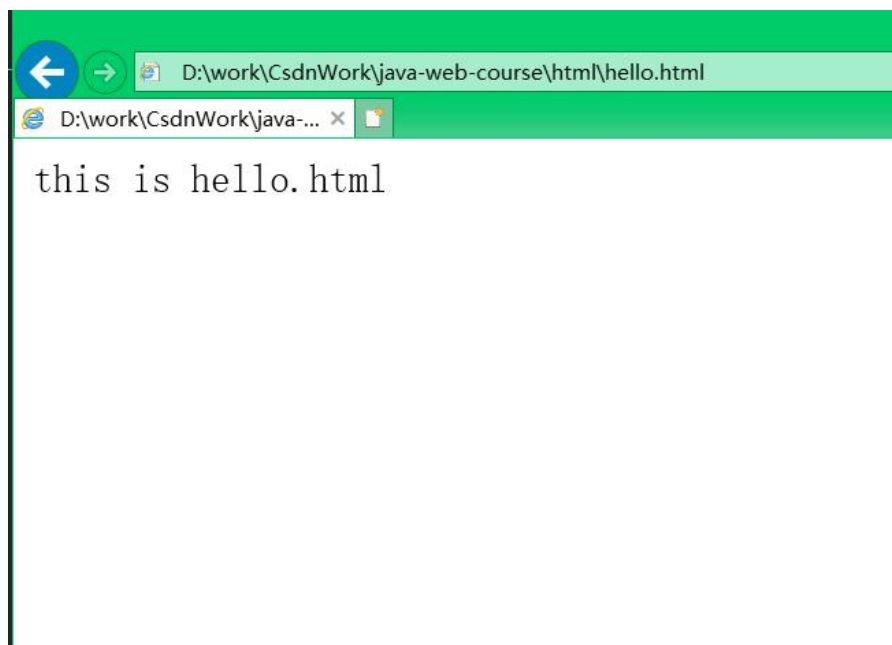 D:\work\CsdnWork\java-web-course\html\hello.html
D:\work\CsdnWork\java-...
this is hello.html